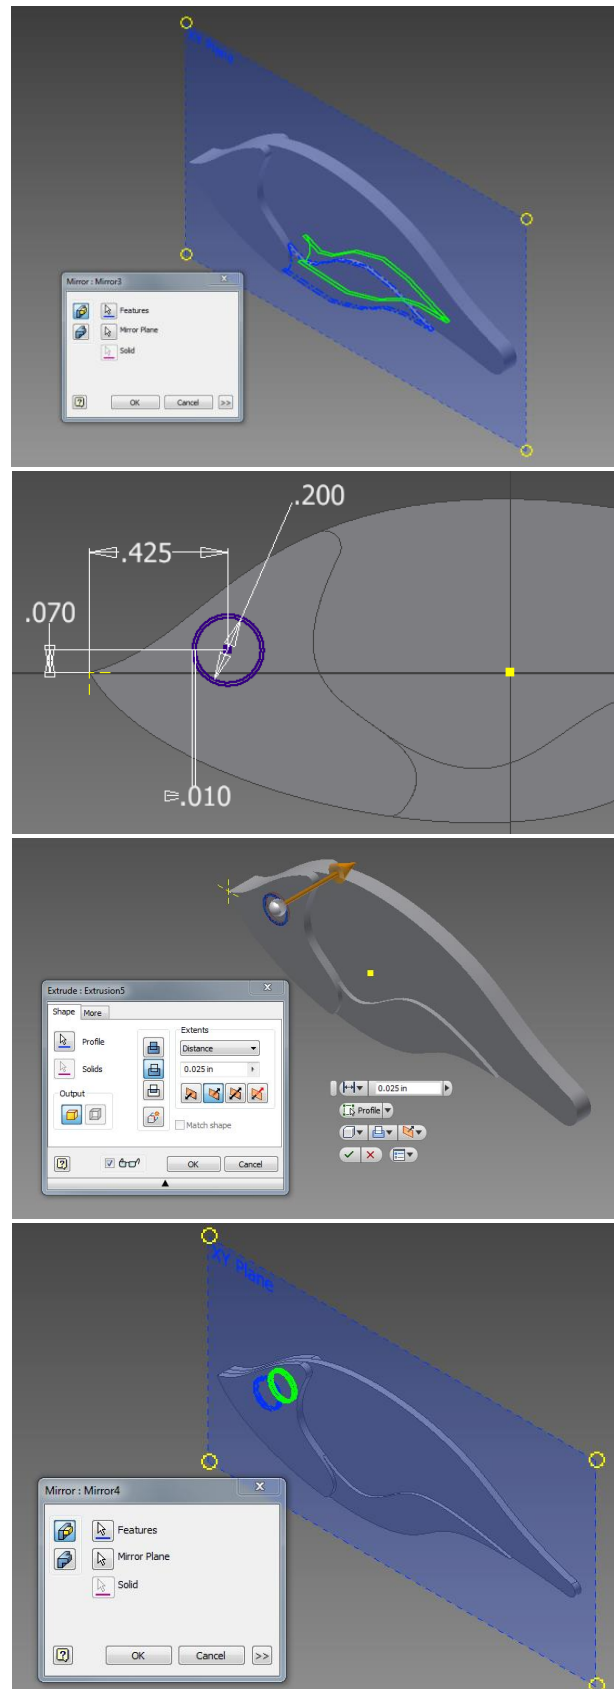 XY Plane
Mirror : Mirror3
x
Features
Mirror Plane
Solid
?
OK
Cancel
>>
.200
.425
.070
.010
Extrude : Extrusion5
X
Shape
More
Profile
Solids
Output
Extents
Distance
0.025 in
Match shape
?
OK
Cancel
0.025 in
Profile
XY Plane
Mirror : Mirror4
X
Features
Mirror Plane
Solid
?
OK
Cancel
>>